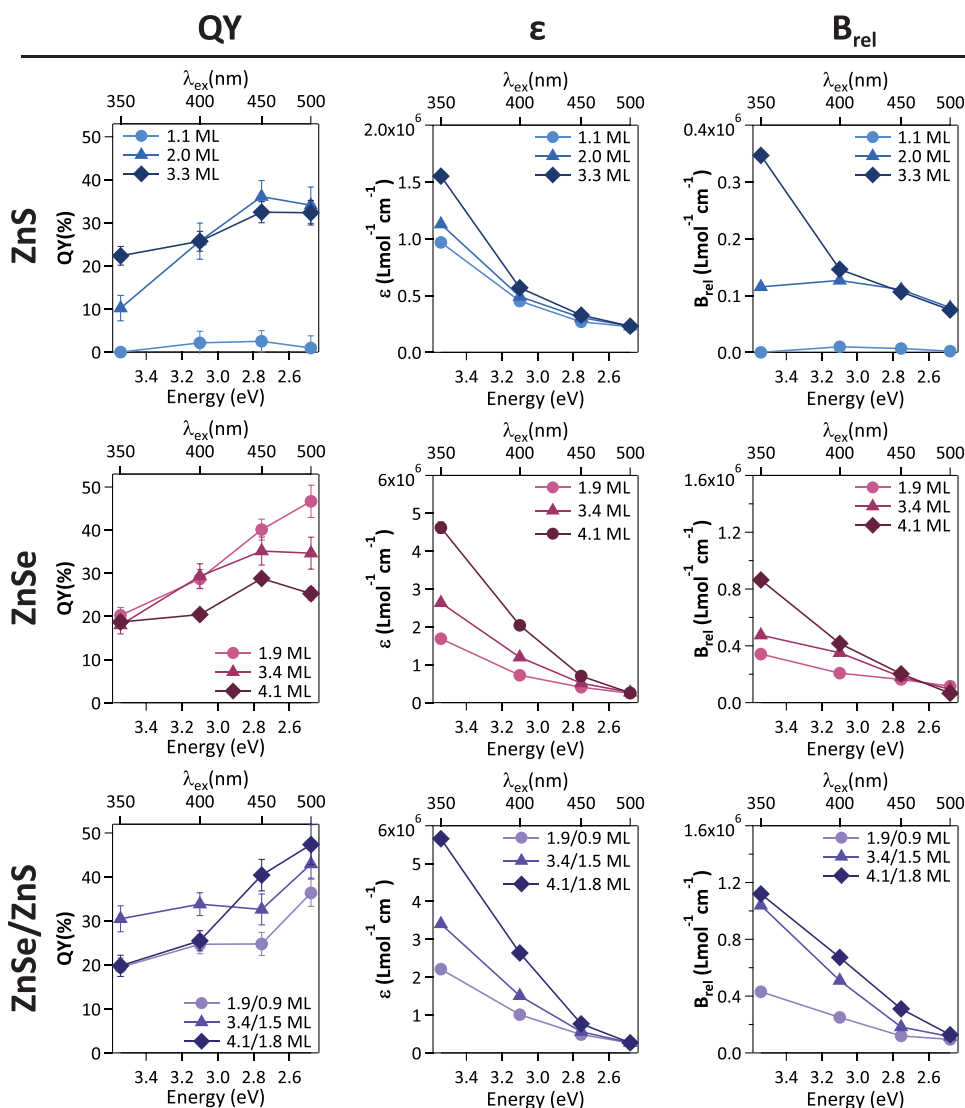 QY ε B_rel
λ_ex(nm) λ_ex(nm) λ_ex(nm)
350 400 450 500 350 400 450 500 350 400 450 500
ZnS
QY(%)
50
40
30
20
10
0
1.1 ML
2.0 ML
3.3 ML
3.4 3.2 3.0 2.8 2.6
Energy (eV)
ε (Lmol⁻¹ cm⁻¹)
2.0x10⁶
1.5
1.0
0.5
0.0
1.1 ML
2.0 ML
3.3 ML
3.4 3.2 3.0 2.8 2.6
Energy (eV)
B_rel (Lmol⁻¹ cm⁻¹)
0.4x10⁶
0.3
0.2
0.1
0.0
1.1 ML
2.0 ML
3.3 ML
3.4 3.2 3.0 2.8 2.6
Energy (eV)
λ_ex(nm) λ_ex(nm) λ_ex(nm)
350 400 450 500 350 400 450 500 350 400 450 500
ZnSe
QY(%)
50
40
30
20
10
0
1.9 ML
3.4 ML
4.1 ML
3.4 3.2 3.0 2.8 2.6
Energy (eV)
ε (Lmol⁻¹ cm⁻¹)
6x10⁶
5
4
3
2
1
0
1.9 ML
3.4 ML
4.1 ML
3.4 3.2 3.0 2.8 2.6
Energy (eV)
B_rel (Lmol⁻¹ cm⁻¹)
1.6x10⁶
1.2
0.8
0.4
0.0
1.9 ML
3.4 ML
4.1 ML
3.4 3.2 3.0 2.8 2.6
Energy (eV)
λ_ex(nm) λ_ex(nm) λ_ex(nm)
350 400 450 500 350 400 450 500 350 400 450 500
ZnSe/ZnS
QY(%)
50
40
30
20
10
0
1.9/0.9 ML
3.4/1.5 ML
4.1/1.8 ML
3.4 3.2 3.0 2.8 2.6
Energy (eV)
ε (Lmol⁻¹ cm⁻¹)
6x10⁶
5
4
3
2
1
0
1.9/0.9 ML
3.4/1.5 ML
4.1/1.8 ML
3.4 3.2 3.0 2.8 2.6
Energy (eV)
B_rel (Lmol⁻¹ cm⁻¹)
1.6x10⁶
1.2
0.8
0.4
0.0
1.9/0.9 ML
3.4/1.5 ML
4.1/1.8 ML
3.4 3.2 3.0 2.8 2.6
Energy (eV)